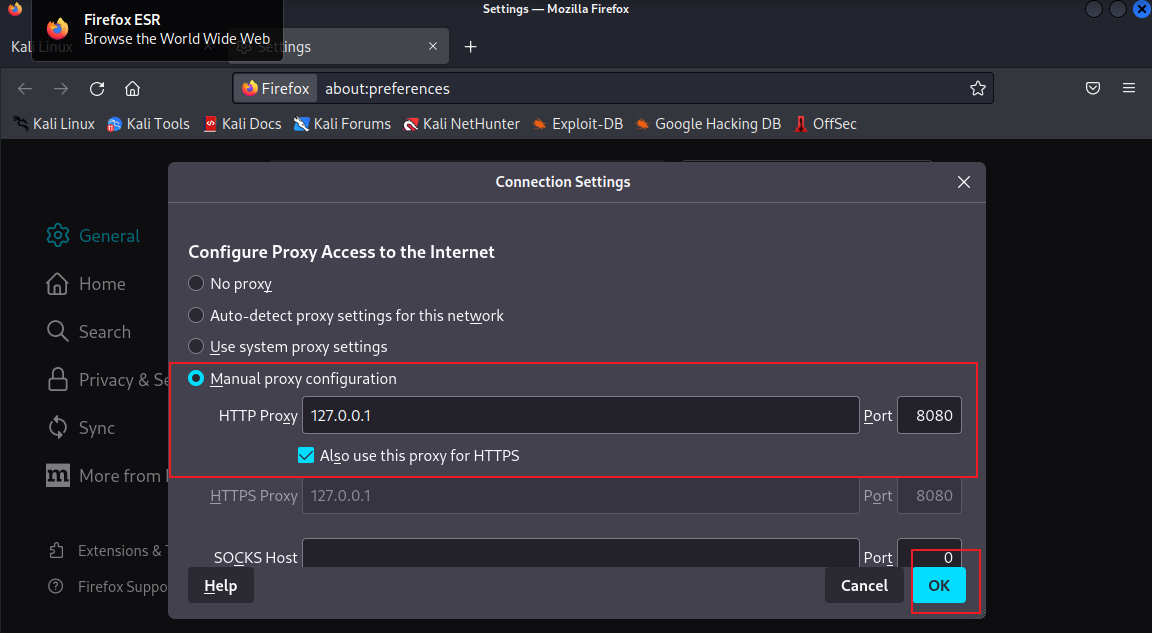 Settings — Mozilla Firefox
Firefox ESR
Browse the World Wide Web
Kali Linux
Settings
Firefox
about:preferences
Kali Linux Kali Tools Kali Docs Kali Forums Kali NetHunter Exploit-DB Google Hacking DB OffSec
Connection Settings
General
Home
Search
Privacy & Se
Sync
m More from
Extensions & T
Firefox Suppo
Configure Proxy Access to the Internet
No proxy
Auto-detect proxy settings for this network
Use system proxy settings
Manual proxy configuration
HTTP Proxy 127.0.0.1 Port 8080
Also use this proxy for HTTPS
HTTPS Proxy 127.0.0.1 Port 8080
SOCKS Host Port 0
Help Cancel OK